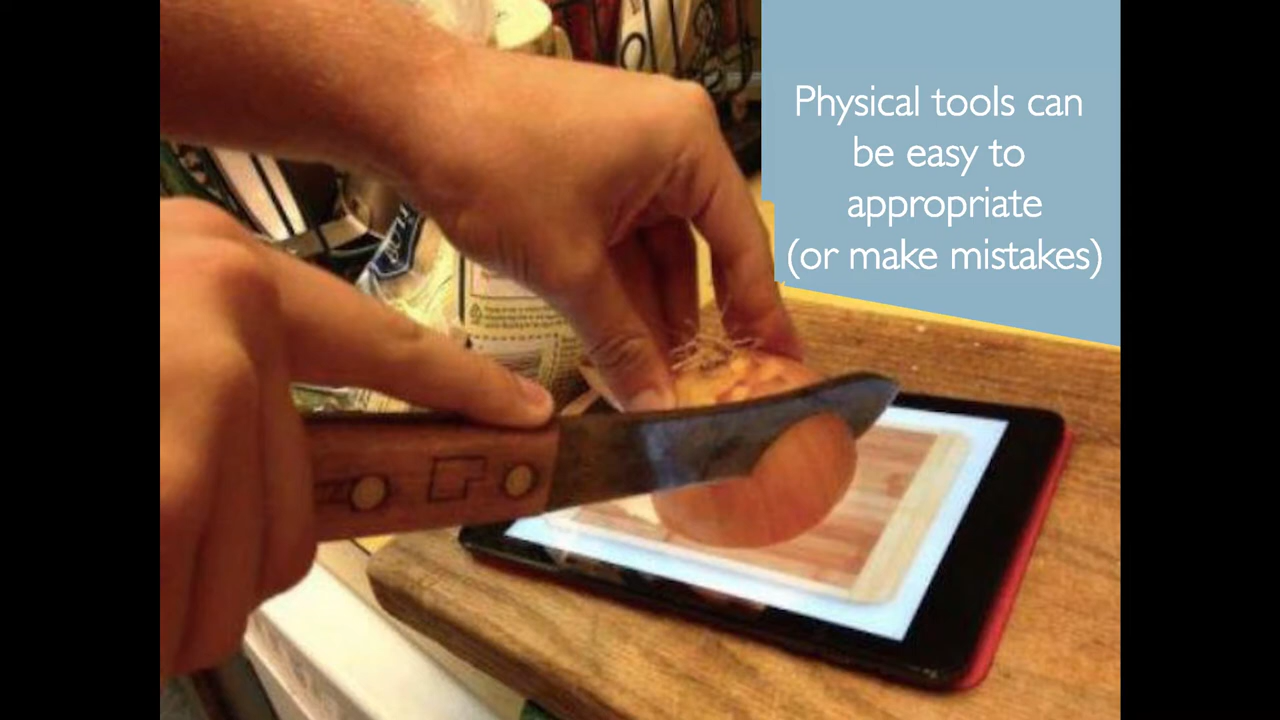 Physical tools can
be easy to
appropriate
(or make mistakes)